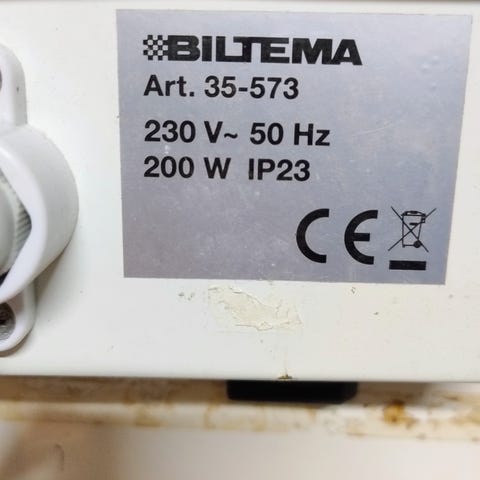 BILTEMA
Art. 35-573
230 V~ 50 Hz
200 W IP23
CE